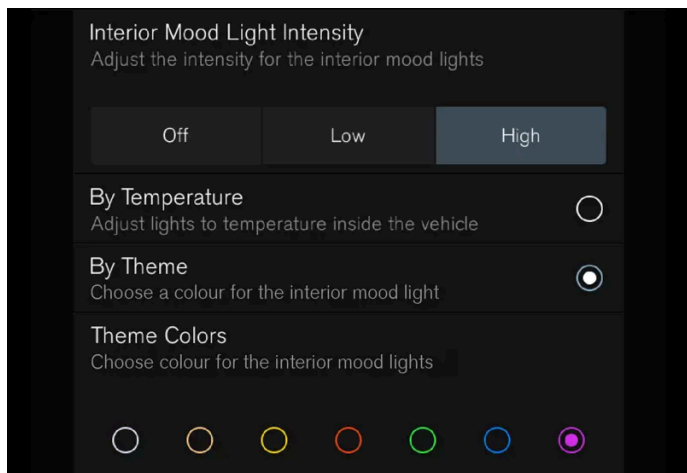 Interior Mood Light Intensity
Adjust the intensity for the interior mood lights
Off Low High
By Temperature
Adjust lights to temperature inside the vehicle
By Theme
Choose a colour for the interior mood light
Theme Colors
Choose colour for the interior mood lights